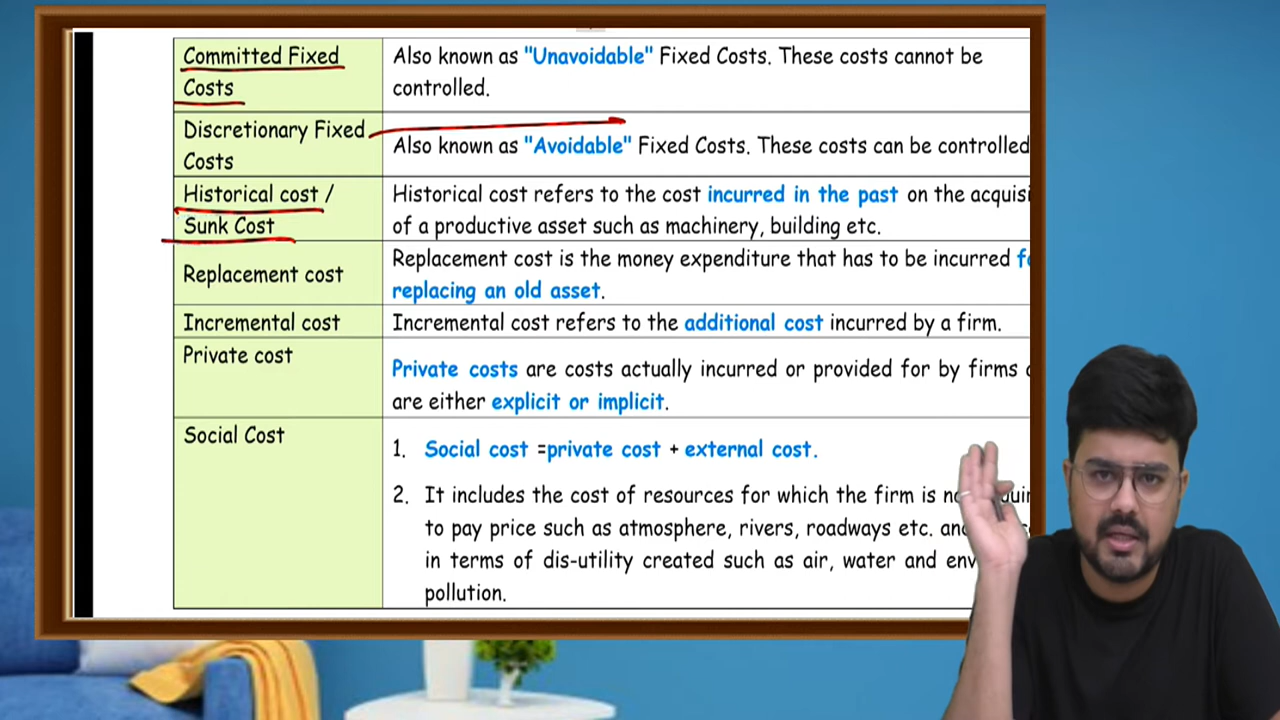 Committed Fixed
Costs
Also known as "Unavoidable" Fixed Costs. These costs cannot be
controlled.
Discretionary Fixed
Costs
Also known as "Avoidable" Fixed Costs. These costs can be controlled
Historical cost /
Sunk Cost
Historical cost refers to the cost incurred in the past on the
of a productive asset such as machinery, building etc.
Replacement cost
Replacement cost is the money expenditure that has to be incurred
replacing an old asset.
Incremental cost
Incremental cost refers to the additional cost incurred by a firm.
Private cost
Private costs are costs actually incurred or provided for by firms
are either explicit or implicit.
Social Cost
1. Social cost =private cost + external cost.
2. It includes the cost of resources for which the firm is
to pay price such as atmosphere, rivers, roadways etc.
in terms of dis-utility created such as air, water and
pollution.